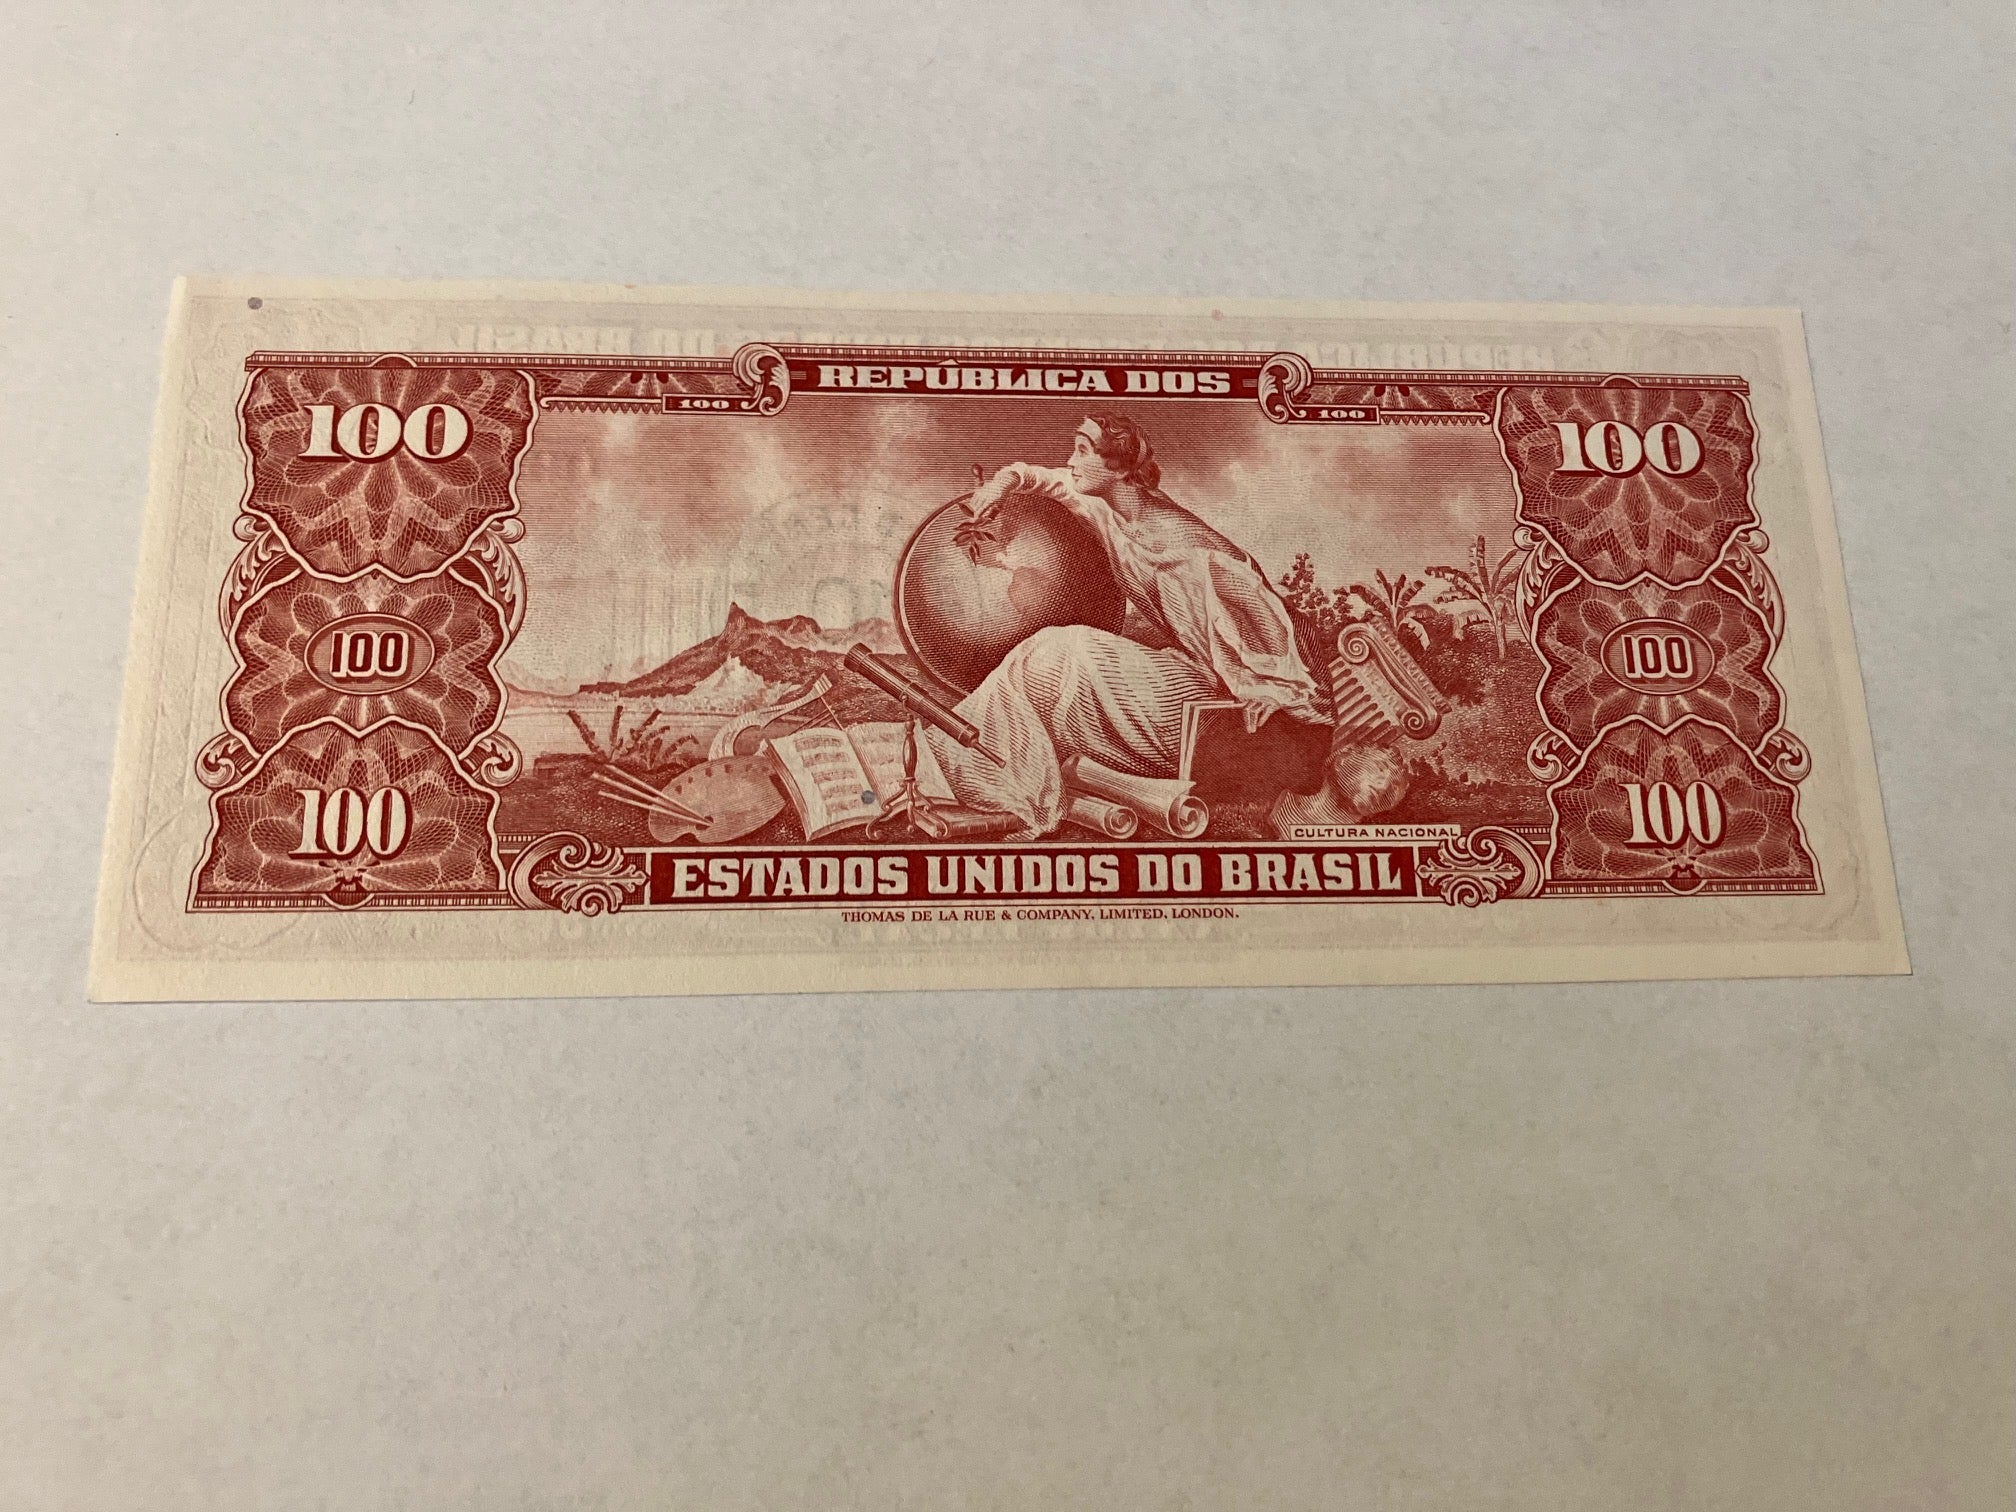 REPÚBLICA DOS
100 100
100 100
100 100
100 100
CULTURA NACIONAL
ESTADOS UNIDOS DO BRASIL
THOMAS DE LA RUE & COMPANY, LIMITED, LONDON.